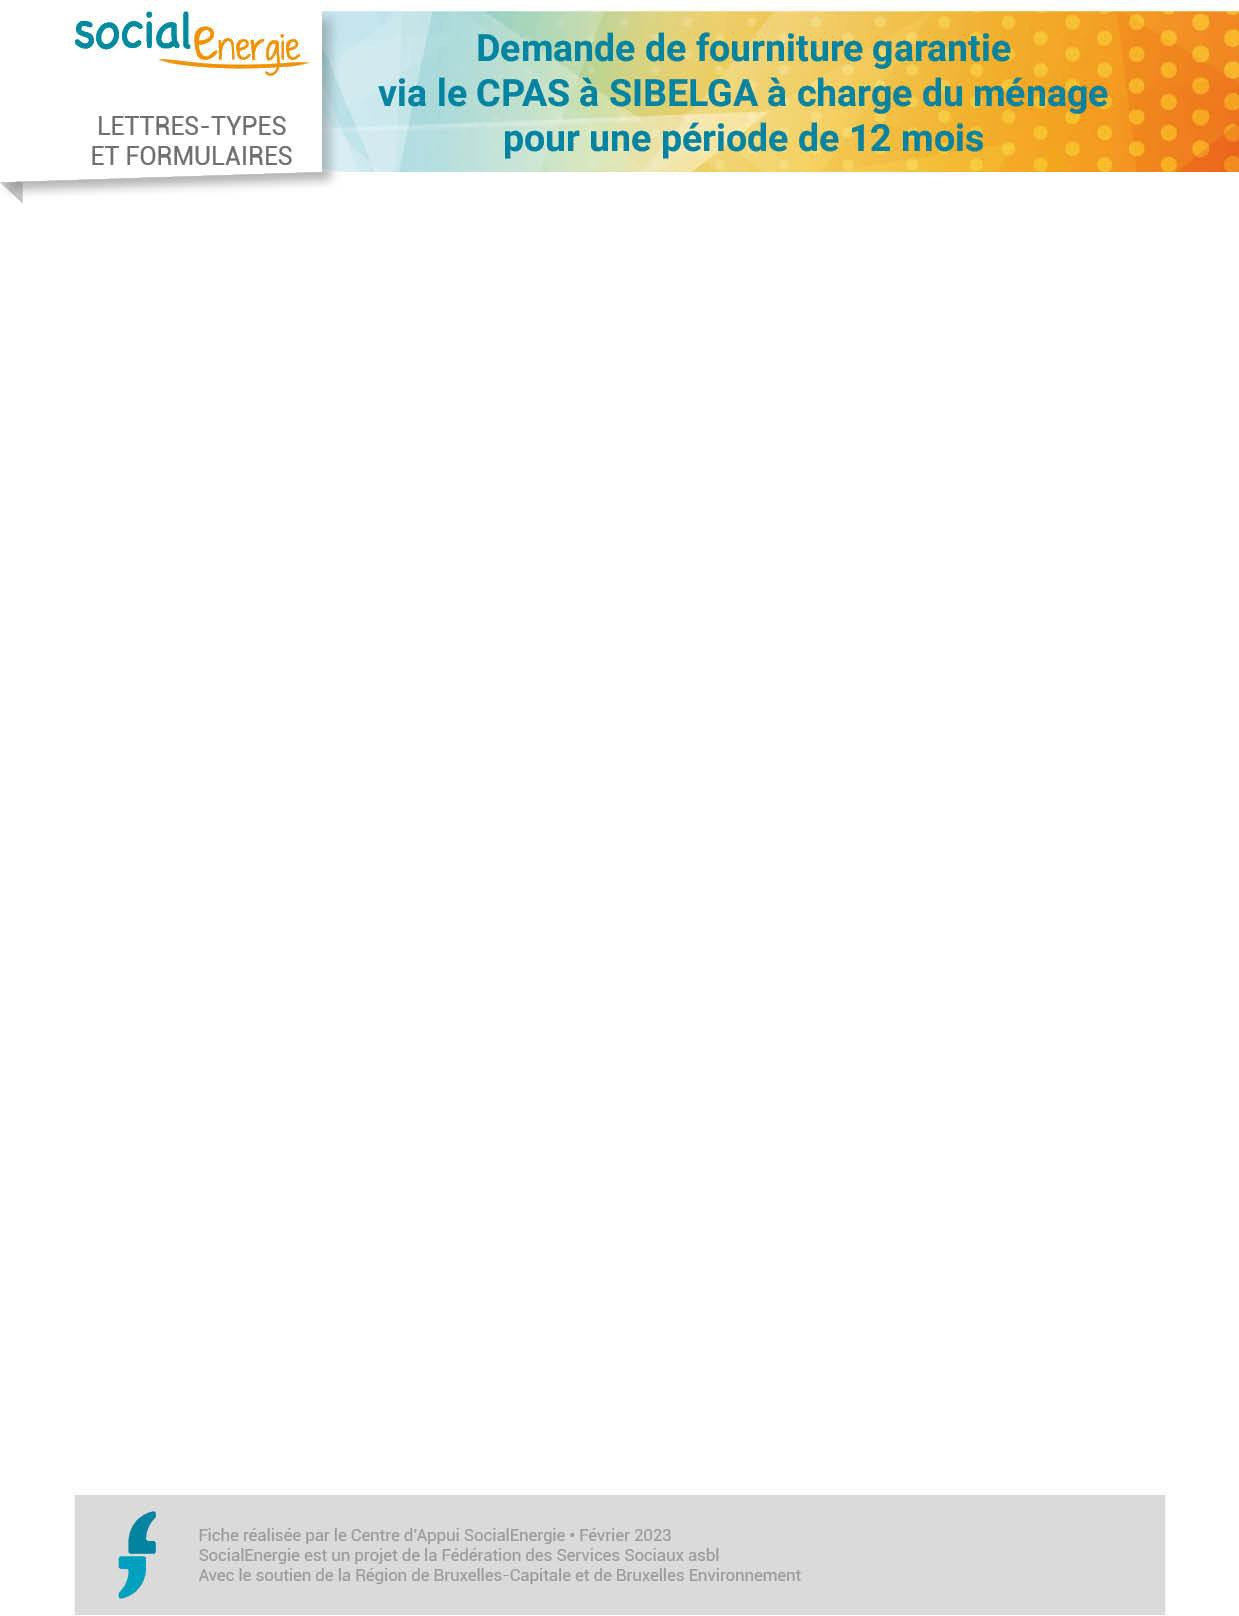 socialenergie
LETTRES-TYPES
ET FORMULAIRES
Demande de fourniture garantie
via le CPAS à SIBELGA à charge du ménage
pour une période de 12 mois
Fiche réalisée par le Centre d'Appui SocialEnergie • Février 2023
SocialEnergie est un projet de la Fédération des Services Sociaux asbl
Avec le soutien de la Région de Bruxelles-Capitale et de Bruxelles Environnement